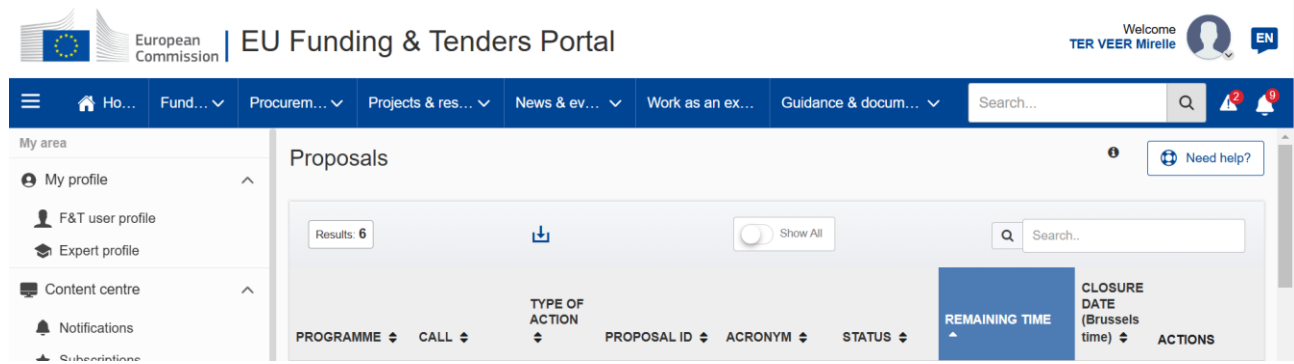 European
Commission
EU Funding & Tenders Portal
Welcome
TER VEER Mirelle
EN
Ho...
Fund...
Procurem...
Projects & res...
News & ev...
Work as an ex...
Guidance & docum...
Search...
2
9
My area
My profile
F&T user profile
Expert profile
Content centre
Notifications
Subscriptions
Proposals
Need help?
Results: 6
Show All
Search..
PROGRAMME
CALL
TYPE OF
ACTION
PROPOSAL ID
ACRONYM
STATUS
REMAINING TIME
CLOSURE
DATE
(Brussels
time)
ACTIONS